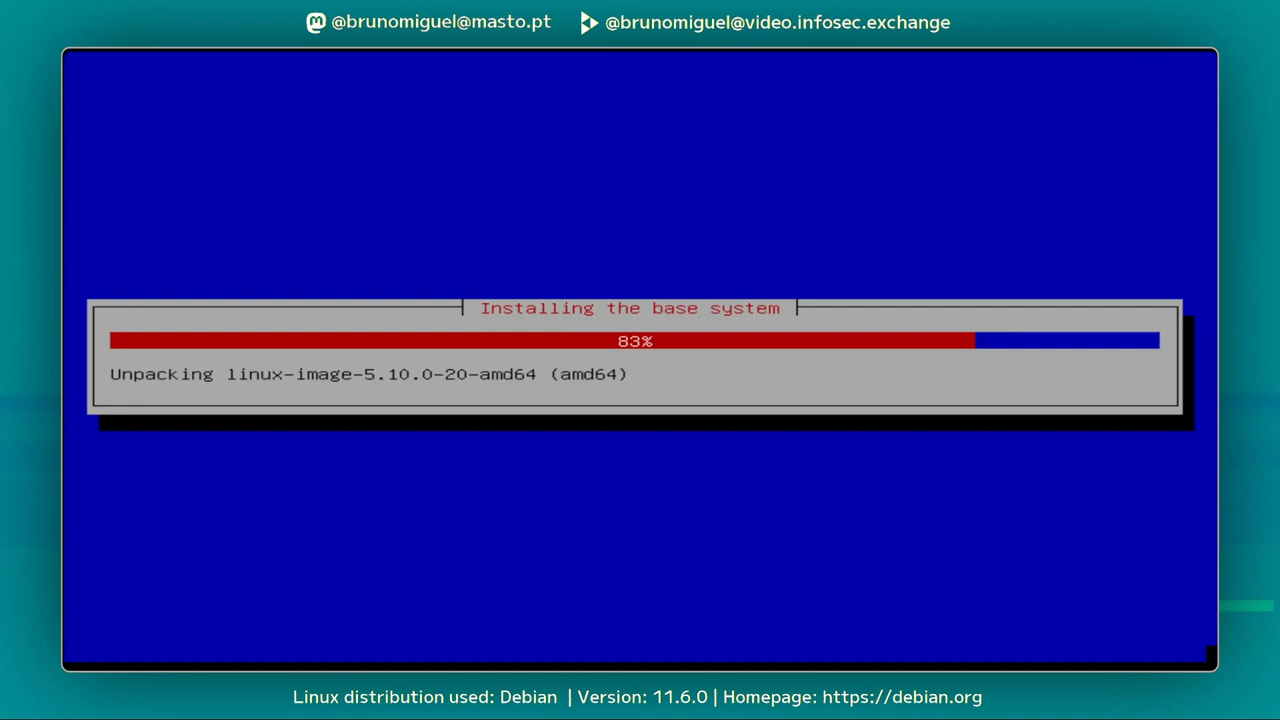 @brunomiguel@masto.pt @brunomiguel@video.infosec.exchange
Installing the base system
83%
Unpacking linux-image-5.10.0-20-amd64 (amd64)
Linux distribution used: Debian | Version: 11.6.0 | Homepage: https://debian.org